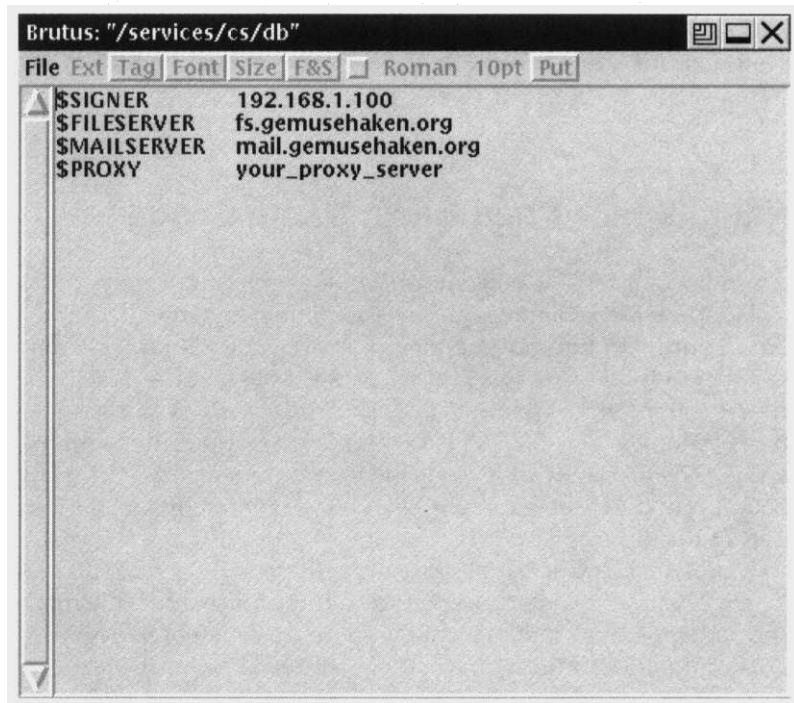 Brutus: "/services/cs/db"
File Ext Tag Font Size F&S Roman 10pt Put
$SIGNER 192.168.1.100
$FILESERVER fs.gemusehaken.org
$MAILSERVER mail.gemusehaken.org
$PROXY your_proxy_server